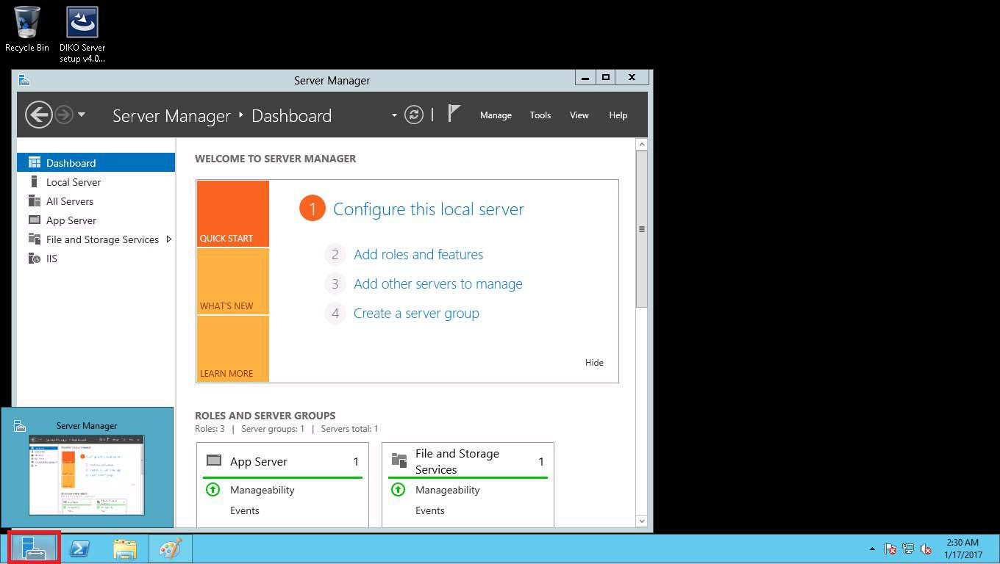 Recycle Bin
DIKO Server
setup v4.0...
Server Manager
Server Manager ‣ Dashboard
Manage
Tools
View
Help
Dashboard
Local Server
All Servers
App Server
File and Storage Services
IIS
WELCOME TO SERVER MANAGER
QUICK START
WHAT'S NEW
LEARN MORE
1 Configure this local server
2 Add roles and features
3 Add other servers to manage
4 Create a server group
Hide
ROLES AND SERVER GROUPS
Roles: 3 | Server groups: 1 | Servers total: 1
App Server 1
Manageability
Events
File and Storage
Services 1
Manageability
Events
Server Manager
2:30 AM
1/17/2017